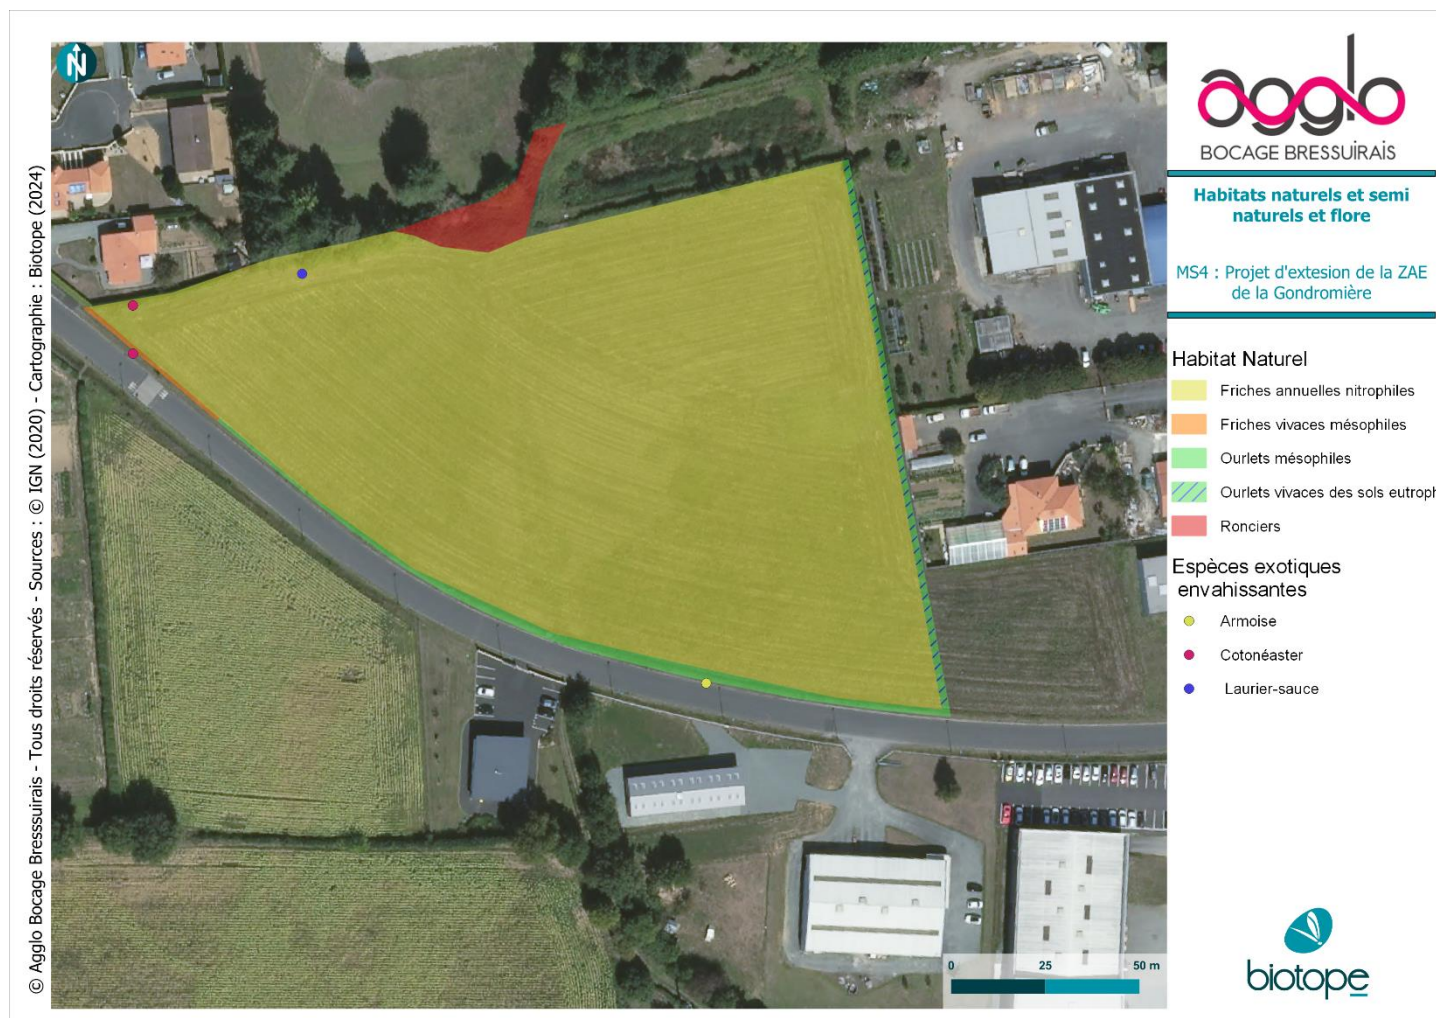 N
© Agglo Bocage Bresssuirais - Tous droits réservés - Sources : © IGN (2020) - Cartographie : Biotope (2024)
agglo
BOCAGE BRESSUIRAIS
Habitats naturels et semi
naturels et flore
MS4 : Projet d'extesion de la ZAE
de la Gondromière
Habitat Naturel
Friches annuelles nitrophiles
Friches vivaces mésophiles
Ourlets mésophiles
Ourlets vivaces des sols eutroph
Ronciers
Espèces exotiques
envahissantes
Armoise
Cotonéaster
Laurier-sauce
0 25 50 m
biotope